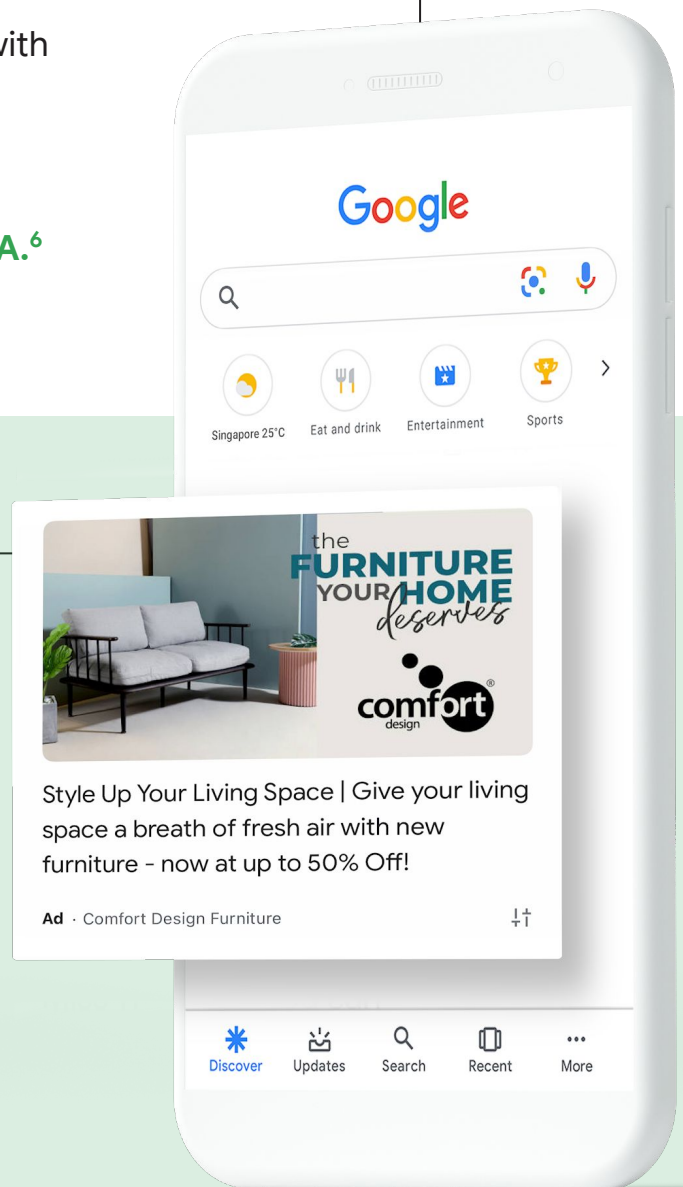 with
A.⁶
Google
Singapore 25°C
Eat and drink
Entertainment
Sports
the
FURNITURE
YOUR HOME
deserves
comfort®
design
Style Up Your Living Space | Give your living
space a breath of fresh air with new
furniture - now at up to 50% Off!
Ad · Comfort Design Furniture
Discover
Updates
Search
Recent
More